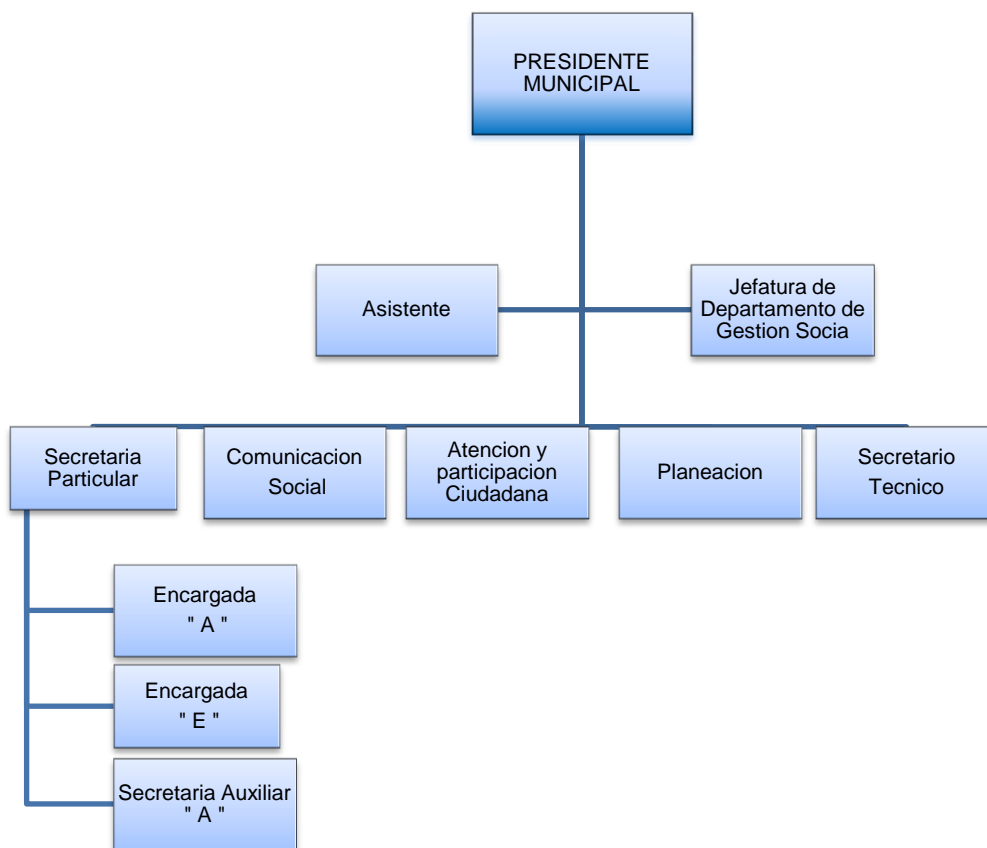 PRESIDENTE
MUNICIPAL
Asistente
Jefatura de
Departamento de
Gestion Socia
Secretaria
Particular
Comunicacion
Social
Atencion y
participacion
Ciudadana
Planeacion
Secretario
Tecnico
Encargada
" A "
Encargada
" E "
Secretaria Auxiliar
" A "